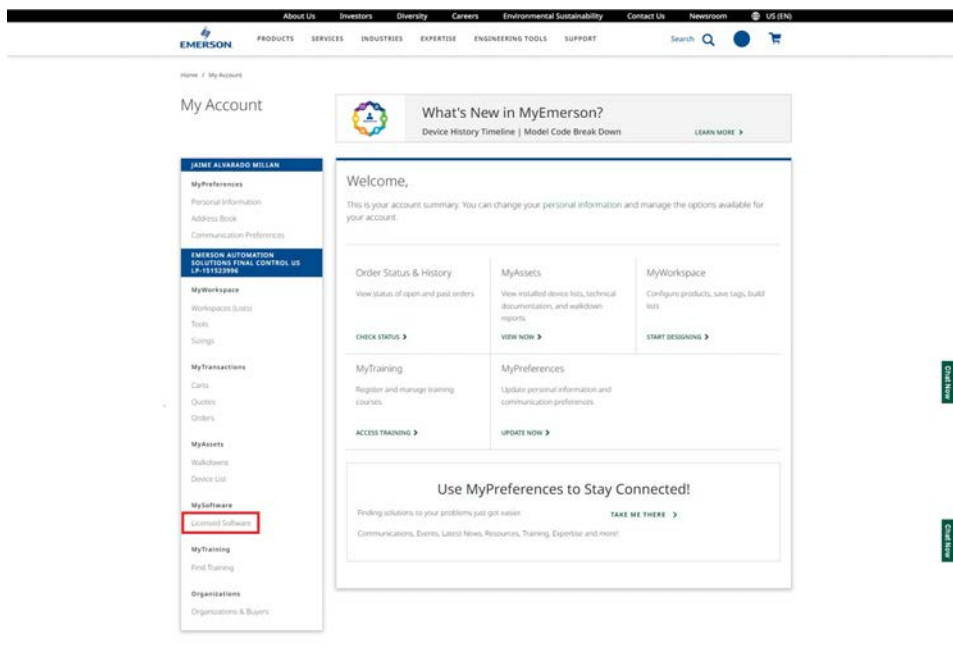 About Us Investors Diversity Careers Environmental Sustainability Contact Us Newsroom US (EN)
EMERSON. PRODUCTS SERVICES INDUSTRIES EXPERTISE ENGINEERING TOOLS SUPPORT Search
Home / My Account
My Account
What's New in MyEmerson?
Device History Timeline | Model Code Break Down
LEARN MORE
JAIME ALVARADO MILLAN
MyPreferences
Personal Information
Address Book
Communication Preferences
EMERSON AUTOMATION
SOLUTIONS FINAL CONTROL US
LP-151523996
MyWorkspace
Workspaces (Lists)
Tools
Sizings
MyTransactions
Carts
Quotes
Orders
MyAssets
Walkdowns
Device List
MySoftware
Licensed Software
MyTraining
Find Training
Organizations
Organizations & Buyers
Welcome,
This is your account summary. You can change your personal information and manage the options available for
your account.
Order Status & History
View status of open and past orders
CHECK STATUS
MyAssets
View installed device lists, technical
documentation, and walkdown
reports.
VIEW NOW
MyWorkspace
Configure products, save tags, build
lists
START DESIGNING
MyTraining
Register and manage training
courses.
ACCESS TRAINING
MyPreferences
Update personal information and
communication preferences
UPDATE NOW
Use MyPreferences to Stay Connected!
Finding solutions to your problems just got easier.
TAKE ME THERE
Communications, Events, Latest News, Resources, Training, Expertise and more!
Chat Now
Chat Now